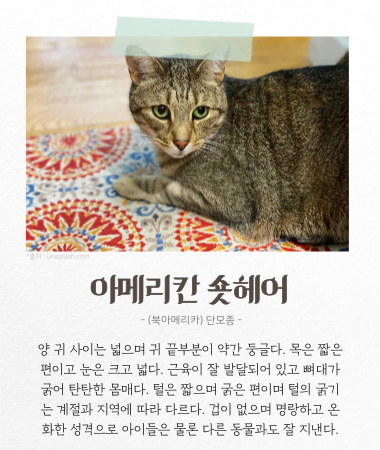 *출처 : unsplash.com
아메리칸 숏헤어
- (북아메리카) 단모종 -
양 귀 사이는 넓으며 귀 끝부분이 약간 둥글다. 목은 짧은
편이고 눈은 크고 넓다. 근육이 잘 발달되어 있고 뼈대가
굵어 탄탄한 몸매다. 털은 짧으며 굵은 편이며 털의 굵기
는 계절과 지역에 따라 다르다. 겁이 없으며 명랑하고 온
화한 성격으로 아이들은 물론 다른 동물과도 잘 지낸다.